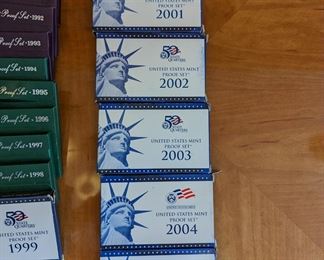 Proof Set
1992
Proof Set
1993
Proof Set
1994
Proof Set
1995
Proof Set
1996
Proof Set
1997
Proof Set
1998
50
STATE
QUARTERS
UNITED STATES MINT
PROOF SET
1999
PROOF SET
2001
50
STATE
QUARTERS
UNITED STATES MINT
PROOF SET
2002
50
STATE
QUARTERS
UNITED STATES MINT
PROOF SET
2003
UNITED STATES MINT
PROOF SET
2004